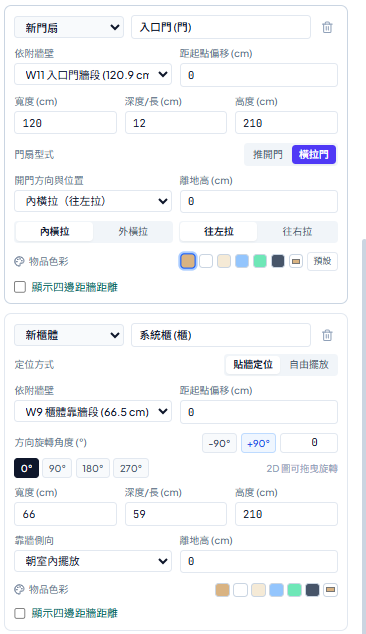 新門扇 入口門 (門)
依附牆壁 距起點偏移 (cm)
W11 入口門牆段 (120.9 cm 0
寬度 (cm) 深度/長 (cm) 高度 (cm)
120 12 210
門扇型式 推開門 橫拉門
開門方向與位置 離地高 (cm)
內橫拉（往左拉） 0
內橫拉 外橫拉 往左拉 往右拉
物品色彩 預設
顯示四邊距牆距離
新櫃體 系統櫃 (櫃)
定位方式 貼牆定位 自由擺放
依附牆壁 距起點偏移 (cm)
W9 櫃體靠牆段 (66.5 cm) 0
方向旋轉角度 (°) -90° +90° 0
0° 90° 180° 270° 2D 圖可拖曳旋轉
寬度 (cm) 深度/長 (cm) 高度 (cm)
66 59 210
靠牆側向 離地高 (cm)
朝室內擺放 0
物品色彩
顯示四邊距牆距離